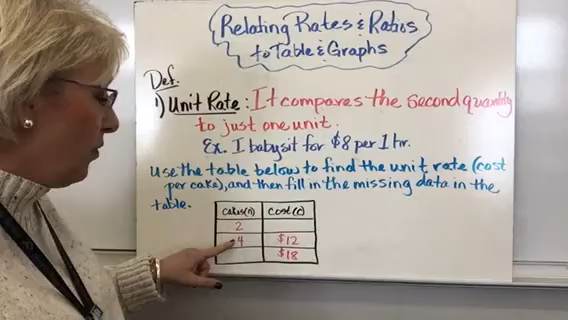 Relating Rates & Ratios
to Table & Graphs
Def.
1) Unit Rate: It compares the second quantity
to just one unit.
Ex. I babysit for $8 per 1 hr.
Use the table below to find the unit rate (cost
per cake), and then fill in the missing data in the
table.
cakes(n) cost(c)
2
4 $12
$18